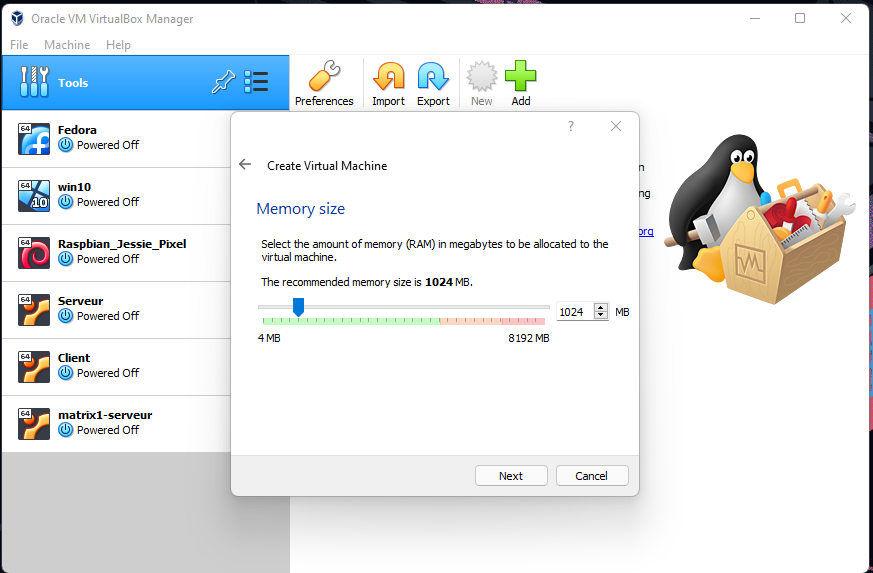 Oracle VM VirtualBox Manager
File Machine Help
Tools
Preferences Import Export New Add
64
Fedora
Powered Off
64
10
win10
Powered Off
64
Raspbian_Jessie_Pixel
Powered Off
64
Serveur
Powered Off
64
Client
Powered Off
64
matrix1-serveur
Powered Off
?
Create Virtual Machine
Memory size
Select the amount of memory (RAM) in megabytes to be allocated to the
virtual machine.
The recommended memory size is 1024 MB.
1024 MB
4 MB 8192 MB
Next Cancel
n
ng
org